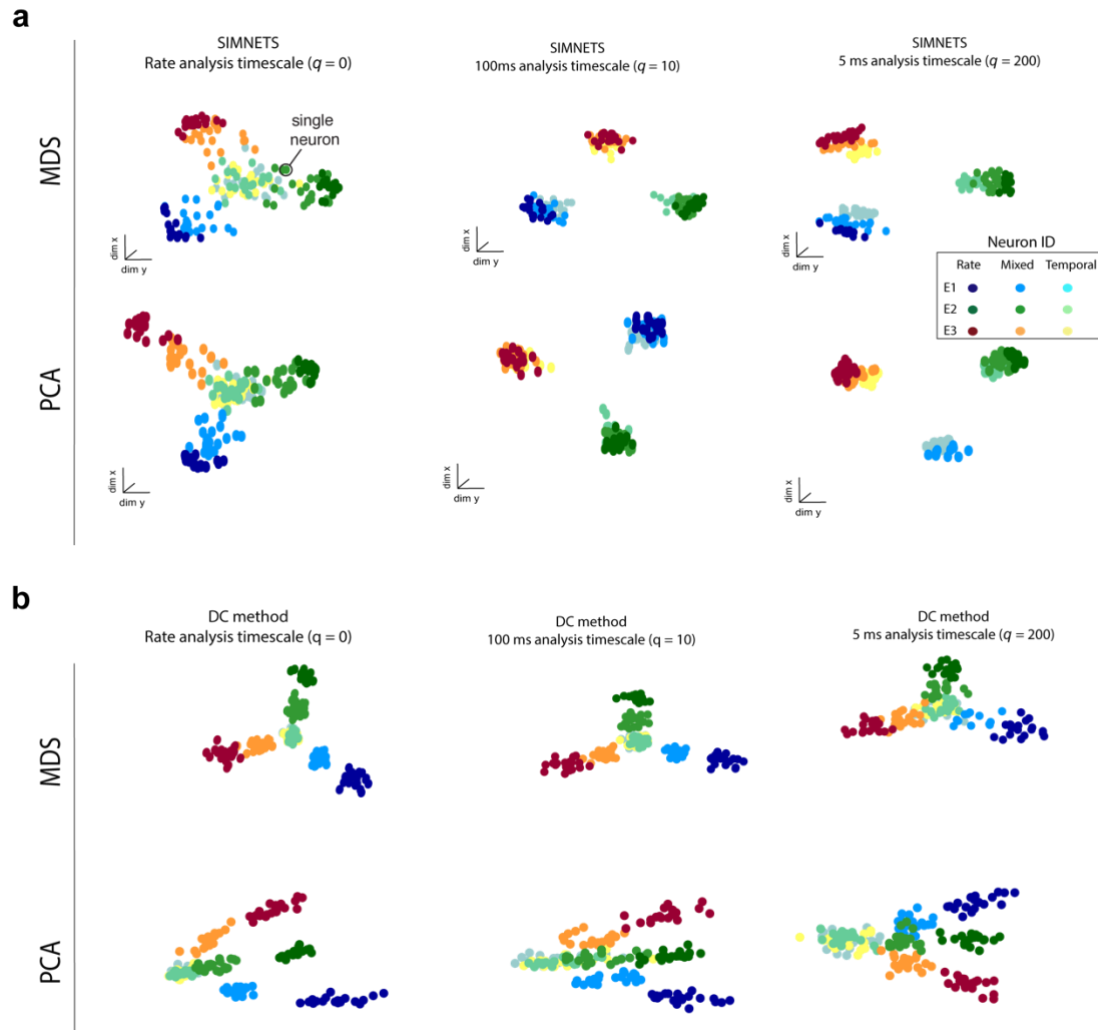 a
SIMNETS
Rate analysis timescale (q = 0)
SIMNETS
100ms analysis timescale (q = 10)
SIMNETS
5 ms analysis timescale (q = 200)
MDS
single
neuron
dim x
dim y
dim x
dim y
dim x
dim y
Neuron ID
Rate Mixed Temporal
E1
E2
E3
PCA
dim x
dim y
dim x
dim y
dim x
dim y
b
DC method
Rate analysis timescale (q = 0)
DC method
100 ms analysis timescale (q = 10)
DC method
5 ms analysis timescale (q = 200)
MDS
PCA